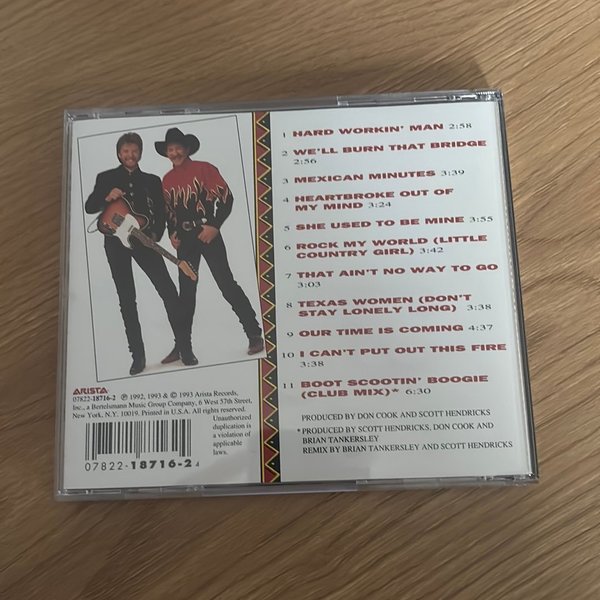 1 HARD WORKIN' MAN 2:58
2 WE'LL BURN THAT BRIDGE
2:56
3 MEXICAN MINUTES 3:39
4 HEARTBROKE OUT OF
MY MIND 3:24
5 SHE USED TO BE MINE 3:55
6 ROCK MY WORLD (LITTLE
COUNTRY GIRL) 3:42
7 THAT AIN'T NO WAY TO GO
3:03
8 TEXAS WOMEN (DON'T
STAY LONELY LONG) 3:38
9 OUR TIME IS COMING 4:37
10 I CAN'T PUT OUT THIS FIRE
3:38
11 BOOT SCOOTIN' BOOGIE
(CLUB MIX)* 6:30
PRODUCED BY DON COOK AND SCOTT HENDRICKS
* PRODUCED BY SCOTT HENDRICKS, DON COOK AND
BRIAN TANKERSLEY
REMIX BY BRIAN TANKERSLEY AND SCOTT HENDRICKS
ARISTA
07822-18716-2 ℗ 1992, 1993 & © 1993 Arista Records,
Inc., a Bertelsmann Music Group Company, 6 West 57th Street,
New York, N.Y. 10019. Printed in U.S.A. All rights reserved.
Unauthorized
duplication is
a violation of
applicable
laws.
07822-18716-2 4